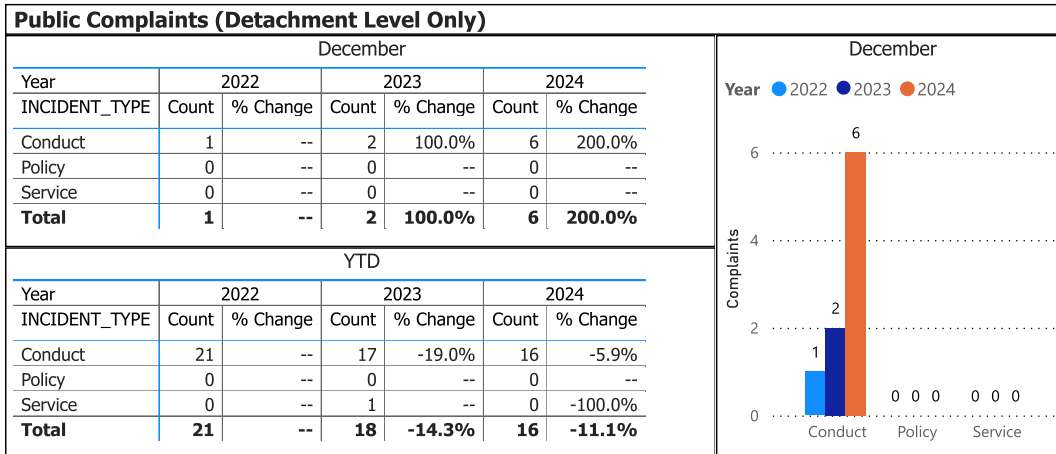 Public Complaints (Detachment Level Only)
December
Year 2022 2023 2024
INCIDENT_TYPE Count % Change Count % Change Count % Change
Conduct 1 -- 2 100.0% 6 200.0%
Policy 0 -- 0 -- 0 --
Service 0 -- 0 -- 0 --
Total 1 -- 2 100.0% 6 200.0%
YTD
Year 2022 2023 2024
INCIDENT_TYPE Count % Change Count % Change Count % Change
Conduct 21 -- 17 -19.0% 16 -5.9%
Policy 0 -- 0 -- 0 --
Service 0 -- 1 -- 0 -100.0%
Total 21 -- 18 -14.3% 16 -11.1%
December
Year 2022 2023 2024
Complaints
6
4
2
0
1 2 6
0 0 0
0 0 0
Conduct Policy Service